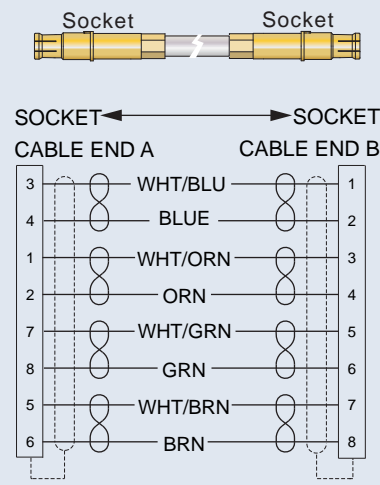 Socket Socket
SOCKET SOCKET
CABLE END A CABLE END B
3 WHT/BLU 1
4 BLUE 2
1 WHT/ORN 3
2 ORN 4
7 WHT/GRN 5
8 GRN 6
5 WHT/BRN 7
6 BRN 8